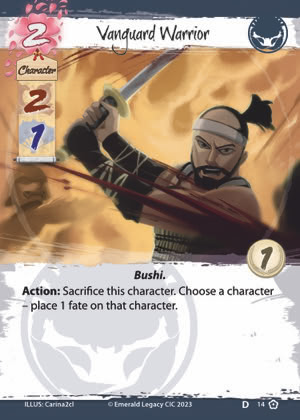 2
Vanguard Warrior
Character
2
1
1
Bushi.
Action: Sacrifice this character. Choose a character
– place 1 fate on that character.
ILLUS: Carina2cl
© Emerald Legacy CIC 2023
D 14